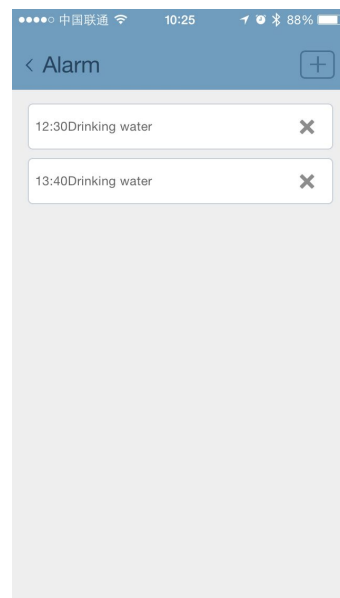 中国联通 10:25 88%
Alarm
12:30Drinking water
13:40Drinking water